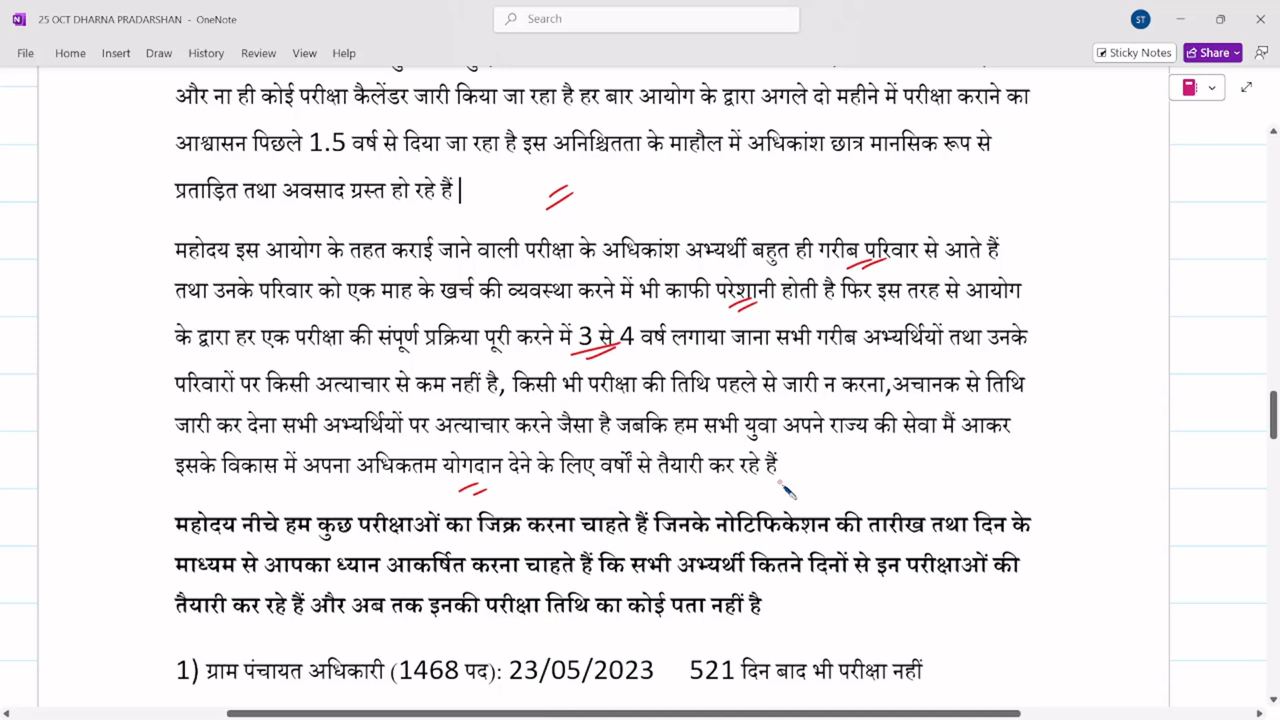 25 OCT DHARNA PRADARSHAN - OneNote
Search
ST
File Home Insert Draw History Review View Help
Sticky Notes Share
और ना ही कोई परीक्षा कैलेंडर जारी किया जा रहा है हर बार आयोग के द्वारा अगले दो महीने में परीक्षा कराने का
आश्वासन पिछले 1.5 वर्ष से दिया जा रहा है इस अनिश्चितता के माहौल में अधिकांश छात्र मानसिक रूप से
प्रताड़ित तथा अवसाद ग्रस्त हो रहे हैं|
महोदय इस आयोग के तहत कराई जाने वाली परीक्षा के अधिकांश अभ्यर्थी बहुत ही गरीब परिवार से आते हैं
तथा उनके परिवार को एक माह के खर्च की व्यवस्था करने में भी काफी परेशानी होती है फिर इस तरह से आयोग
के द्वारा हर एक परीक्षा की संपूर्ण प्रक्रिया पूरी करने में 3 से 4 वर्ष लगाया जाना सभी गरीब अभ्यर्थियों तथा उनके
परिवारों पर किसी अत्याचार से कम नहीं है, किसी भी परीक्षा की तिथि पहले से जारी न करना,अचानक से तिथि
जारी कर देना सभी अभ्यर्थियों पर अत्याचार करने जैसा है जबकि हम सभी युवा अपने राज्य की सेवा मैं आकर
इसके विकास में अपना अधिकतम योगदान देने के लिए वर्षों से तैयारी कर रहे हैं
महोदय नीचे हम कुछ परीक्षाओं का जिक्र करना चाहते हैं जिनके नोटिफिकेशन की तारीख तथा दिन के
माध्यम से आपका ध्यान आकर्षित करना चाहते हैं कि सभी अभ्यर्थी कितने दिनों से इन परीक्षाओं की
तैयारी कर रहे हैं और अब तक इनकी परीक्षा तिथि का कोई पता नहीं है
1) ग्राम पंचायत अधिकारी (1468 पद): 23/05/2023 521 दिन बाद भी परीक्षा नहीं